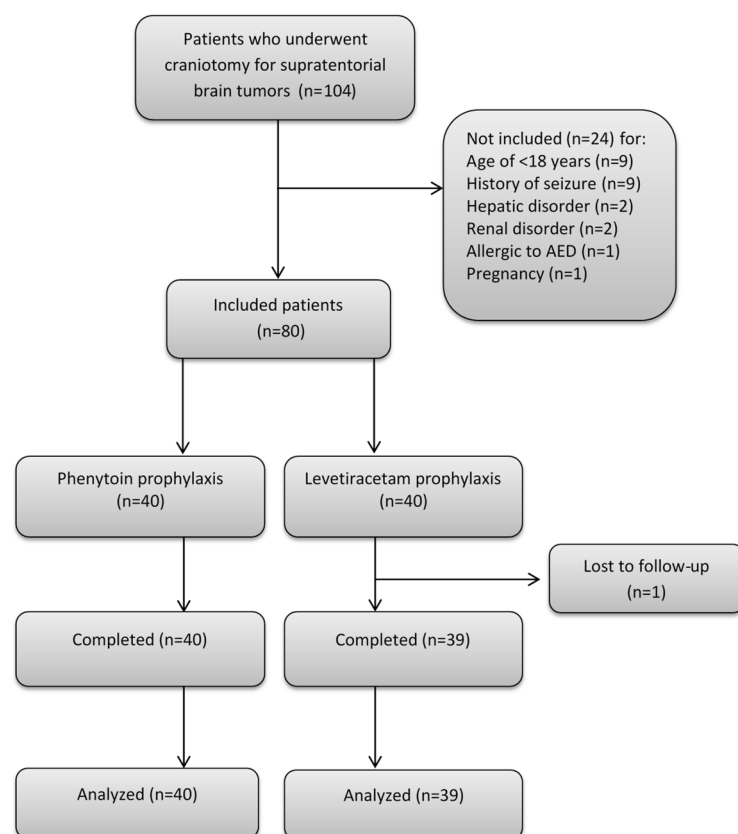 Patients who underwent
craniotomy for supratentorial
brain tumors (n=104)
Not included (n=24) for:
Age of <18 years (n=9)
History of seizure (n=9)
Hepatic disorder (n=2)
Renal disorder (n=2)
Allergic to AED (n=1)
Pregnancy (n=1)
Included patients
(n=80)
Phenytoin prophylaxis
(n=40)
Levetiracetam prophylaxis
(n=40)
Lost to follow-up
(n=1)
Completed (n=40)
Completed (n=39)
Analyzed (n=40)
Analyzed (n=39)